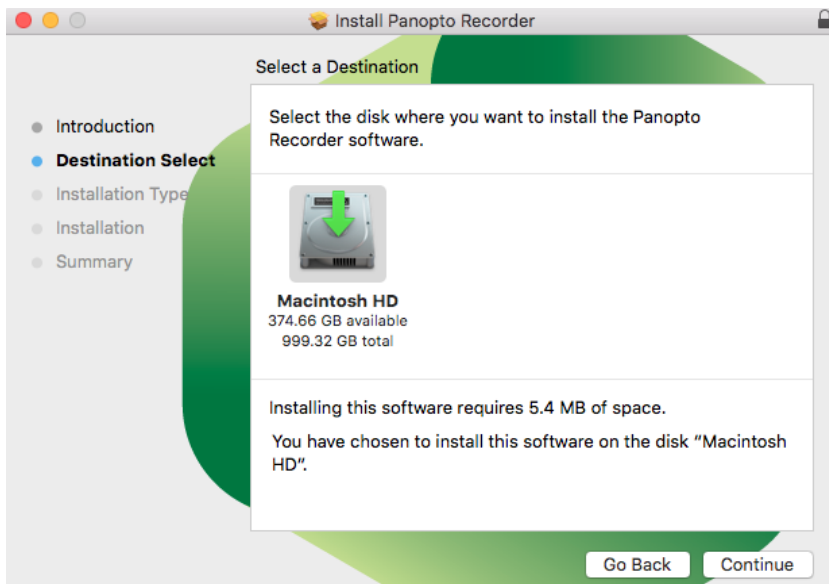 Install Panopto Recorder
Select a Destination
Introduction
Destination Select
Installation Type
Installation
Summary
Select the disk where you want to install the Panopto
Recorder software.
Macintosh HD
374.66 GB available
999.32 GB total
Installing this software requires 5.4 MB of space.
You have chosen to install this software on the disk “Macintosh
HD”.
Go Back
Continue